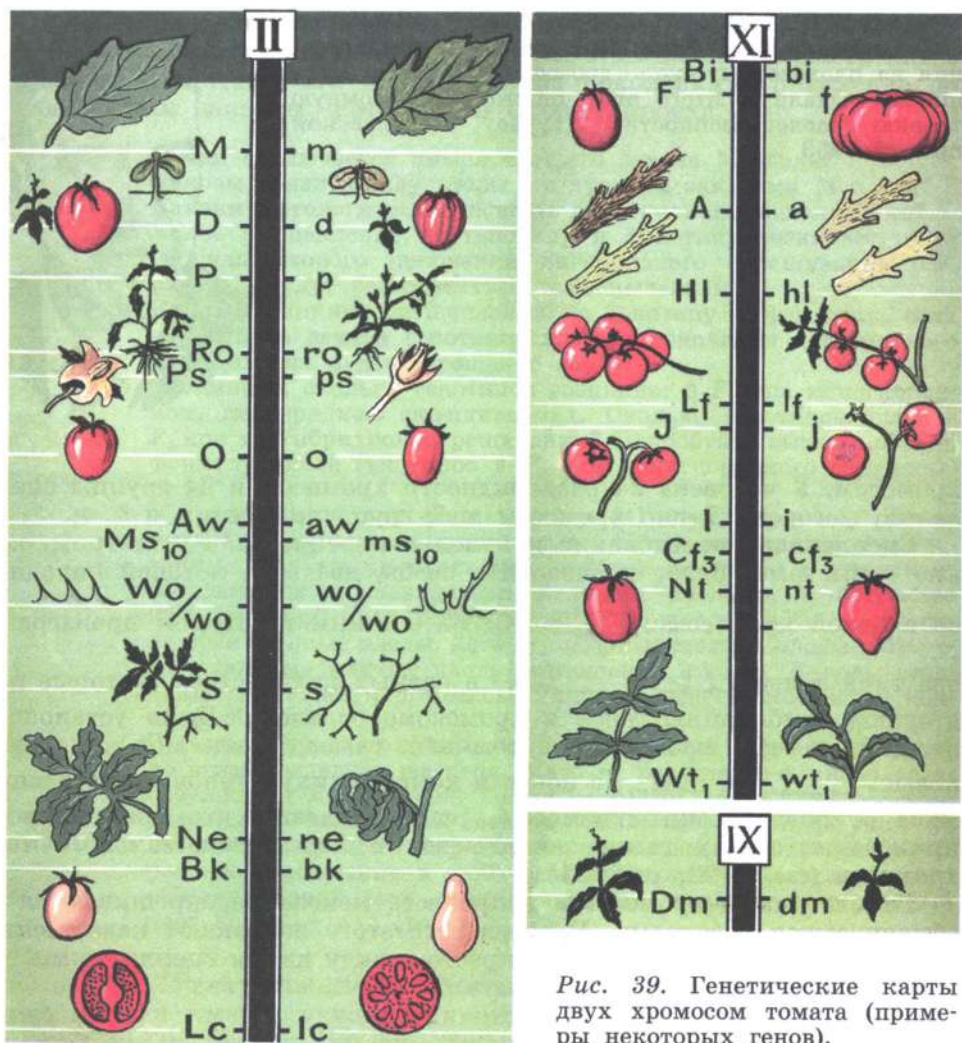 II
M m
D d
P p
Ro ro
Ps ps
O o
Aw aw
Ms10 ms10
Wo/wo wo/wo
S s
Ne ne
Bk bk
Lc lc
XI
Bi bi
F f
A a
Hl hl
Lf lf
J j
l i
Cf3 cf3
Nt nt
Wt1 wt1
IX
Dm dm
Рис. 39. Генетические карты
двух хромосом томата (приме-
ры некоторых генов).